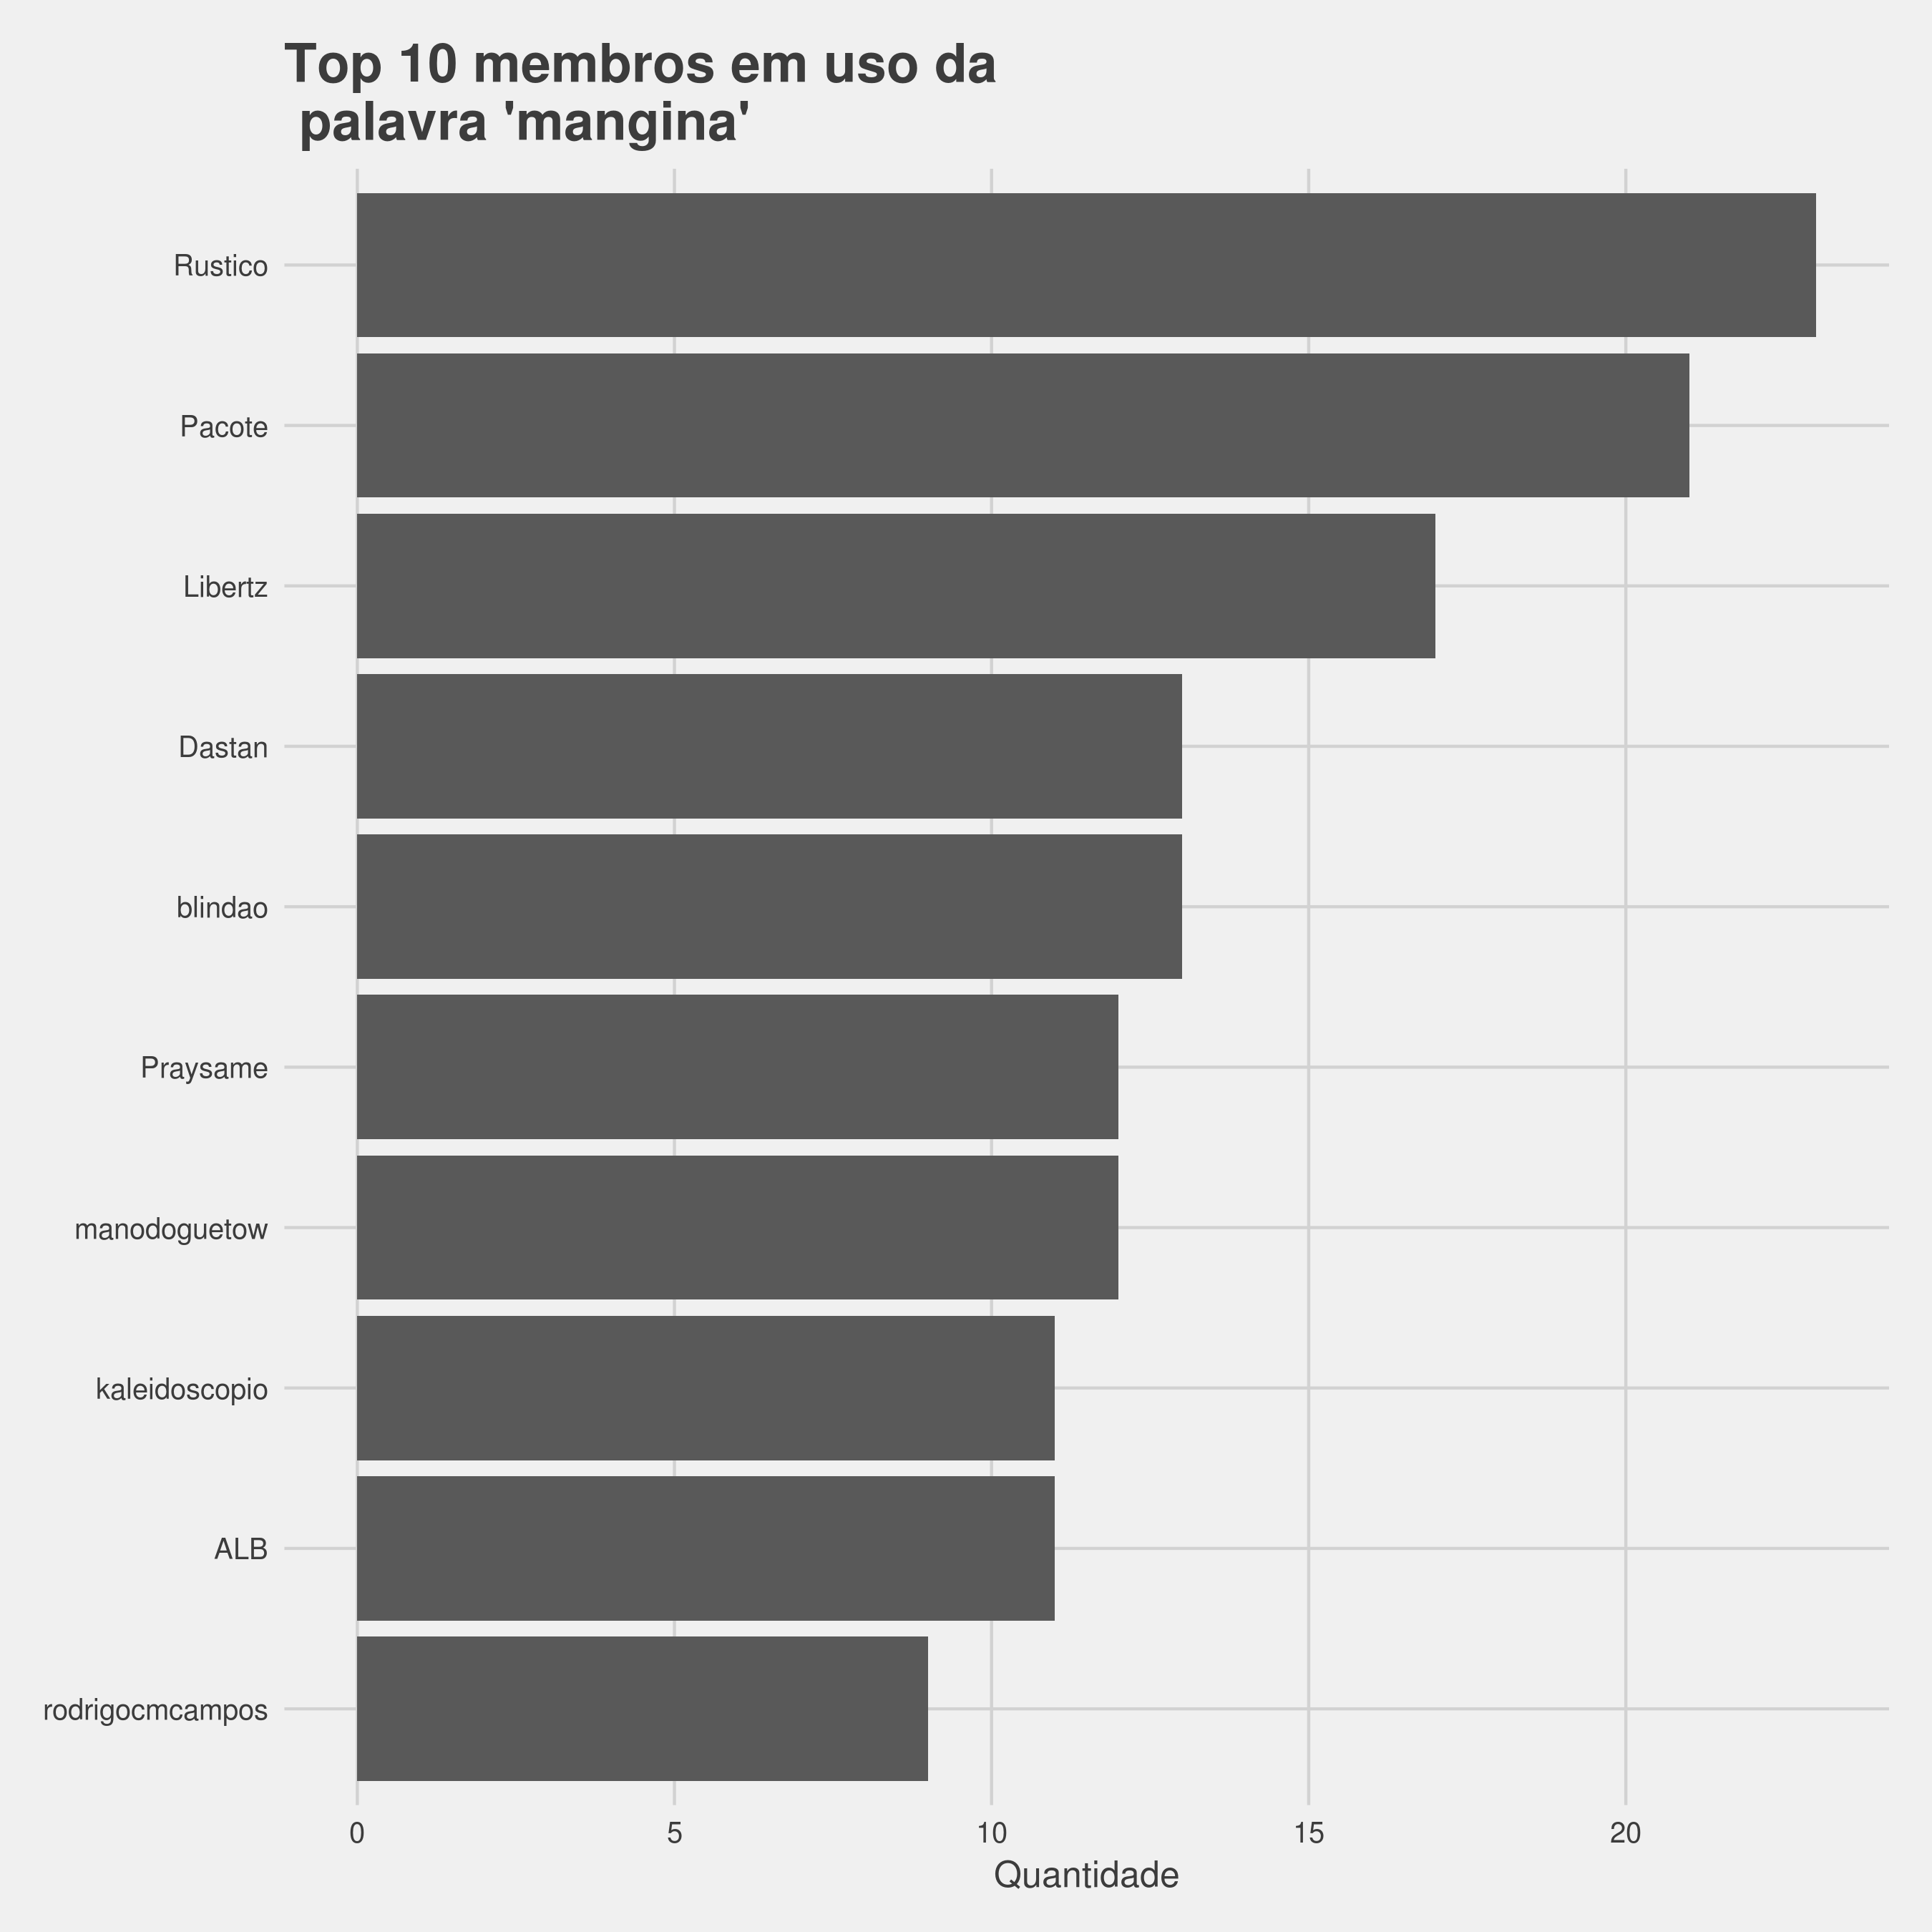 Top 10 membros em uso da
palavra 'mangina'
Rustico
Pacote
Libertz
Dastan
blindao
Praysame
manodoguetow
kaleidoscopio
ALB
rodrigocmcampos
0 5 10 15 20
Quantidade